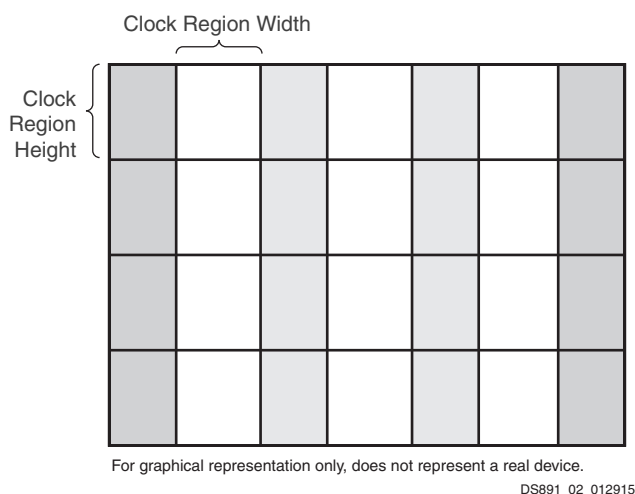 Clock Region Width
Clock
Region
Height
For graphical representation only, does not represent a real device.
DS891_02_012915